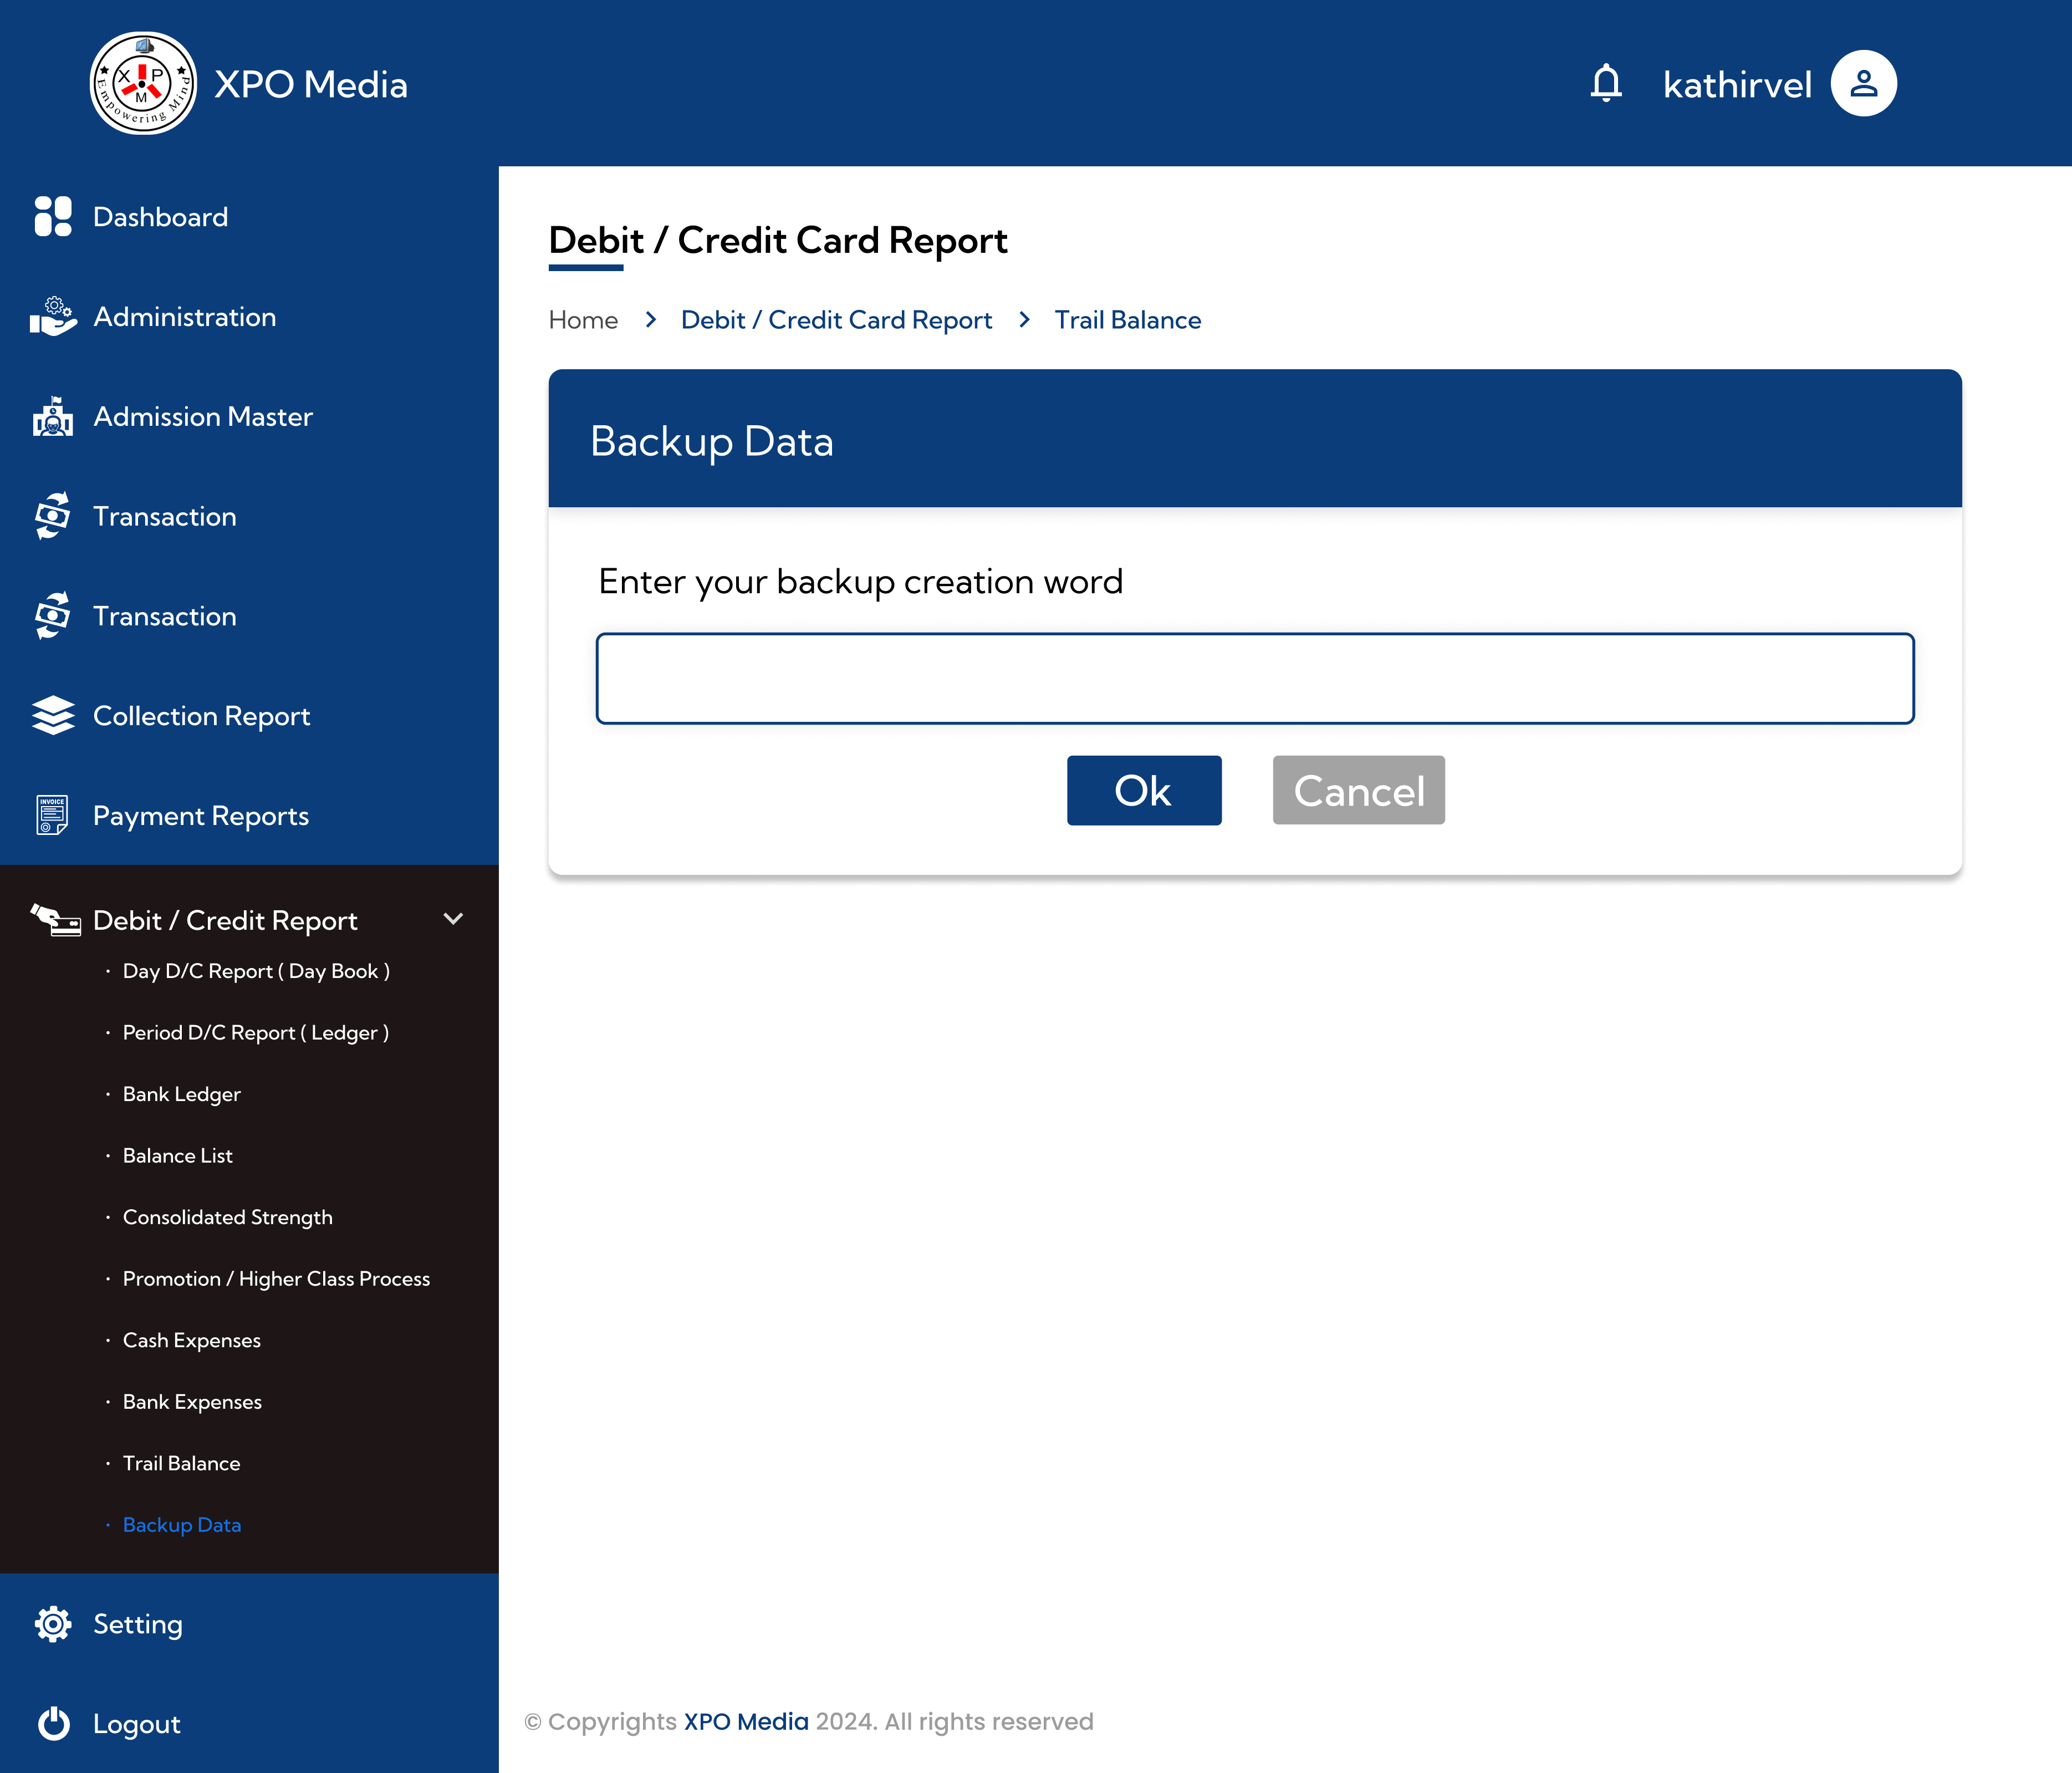 X P
M
Empowering Mind
XPO Media
kathirvel
Dashboard
Administration
Admission Master
Transaction
Transaction
Collection Report
INVOICE
Payment Reports
Debit / Credit Report
· Day D/C Report ( Day Book )
· Period D/C Report ( Ledger )
· Bank Ledger
· Balance List
· Consolidated Strength
· Promotion / Higher Class Process
· Cash Expenses
· Bank Expenses
· Trail Balance
· Backup Data
Setting
Logout
Debit / Credit Card Report
Home > Debit / Credit Card Report > Trail Balance
Backup Data
Enter your backup creation word
Ok Cancel
© Copyrights XPO Media 2024. All rights reserved